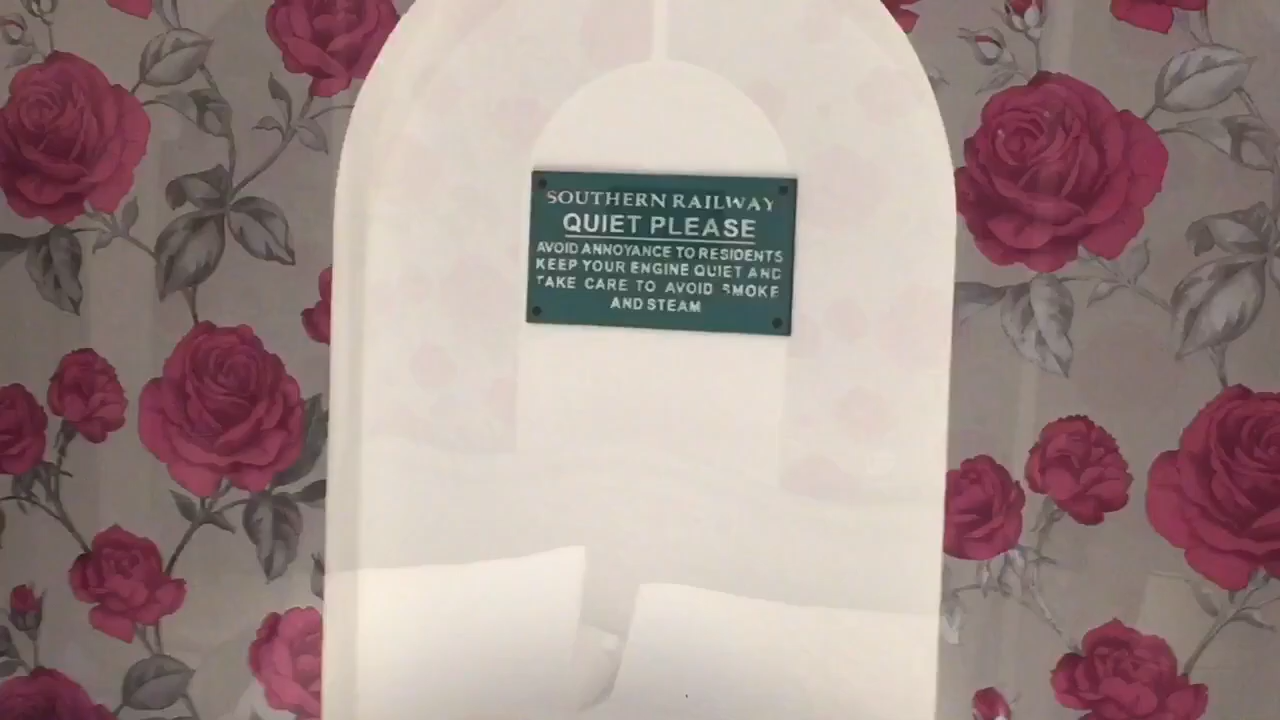 SOUTHERN RAILWAY
QUIET PLEASE
AVOID ANNOYANCE TO RESIDENTS
KEEP YOUR ENGINE QUIET AND
TAKE CARE TO AVOID SMOKE
AND STEAM